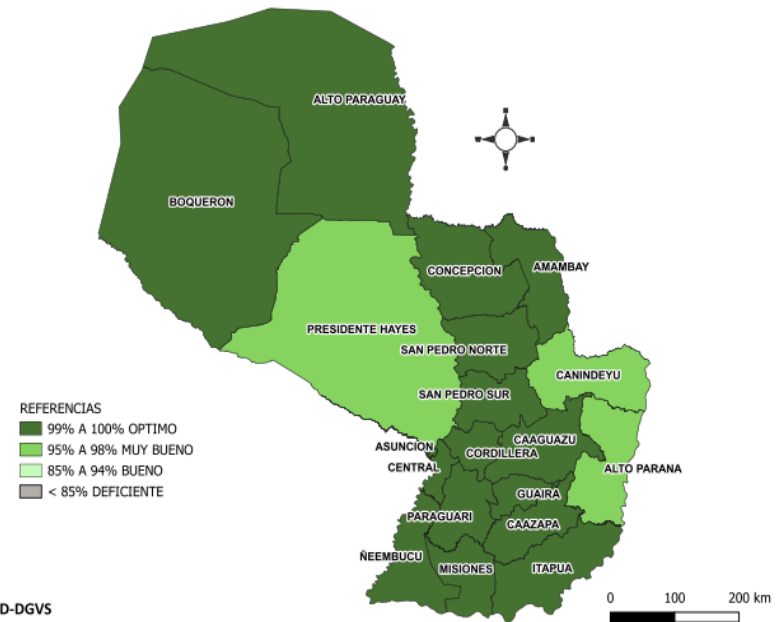 ALTO PARAGUAY
BOQUERON
CONCEPCION
AMAMBAY
PRESIDENTE HAYES
SAN PEDRO NORTE
CANINDEYU
SAN PEDRO SUR
REFERENCIAS
99% A 100% OPTIMO
95% A 98% MUY BUENO
85% A 94% BUENO
< 85% DEFICIENTE
ASUNCION
CAAGUAZU
CORDILLERA
CENTRAL
ALTO PARANA
GUAIRA
PARAGUARI
CAAZAPA
ÑEEMBUCU
MISIONES
ITAPUA
D-DGVS
0 100 200 km